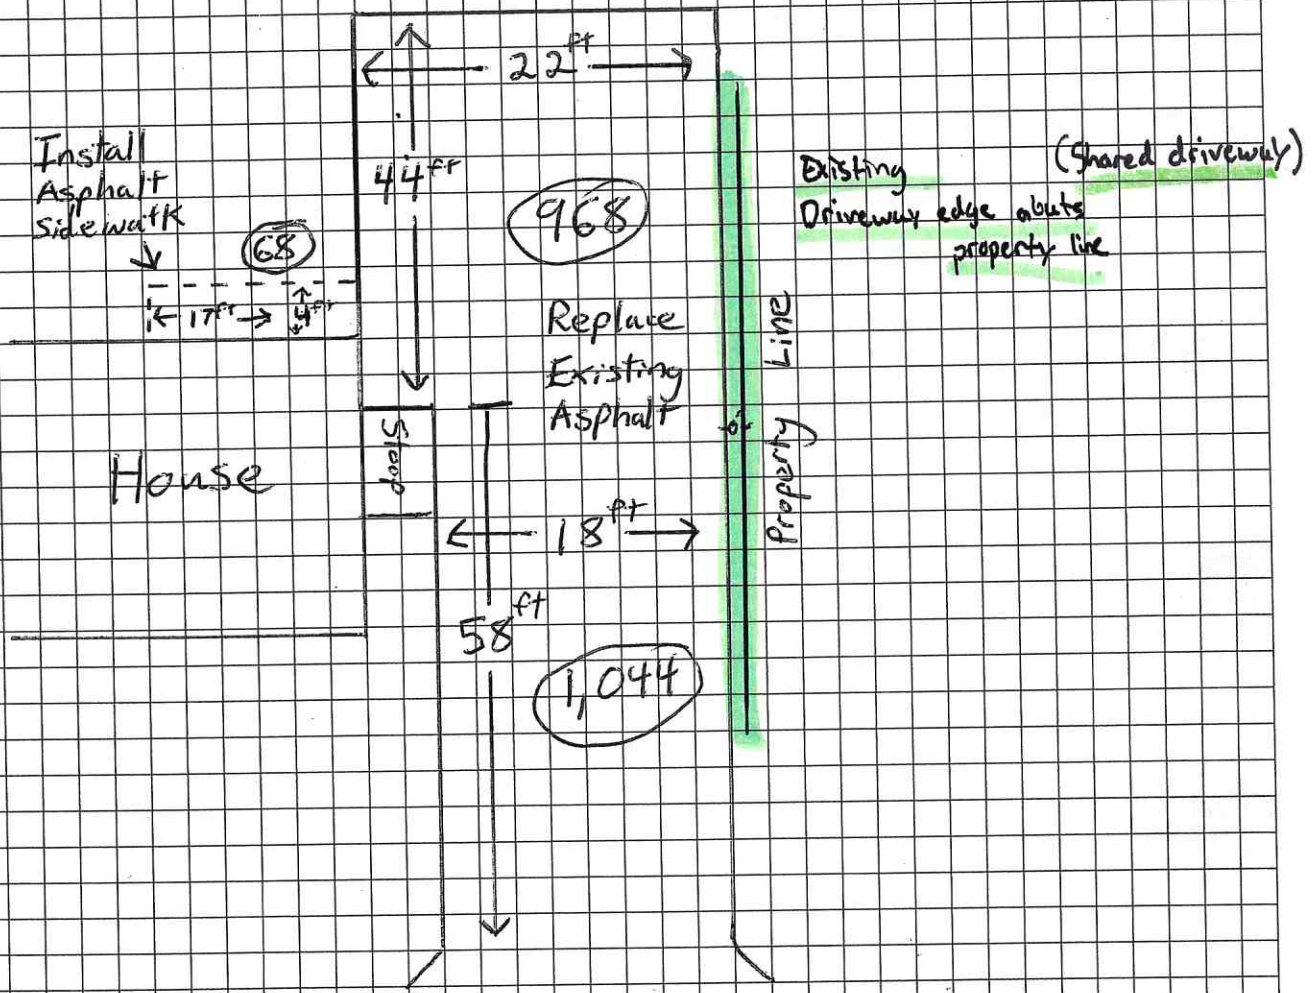 22ft
44ft
Install
Asphalt
Sidewalk
68
17ft
4ft
968
Existing
(Shared driveway)
Driveway edge abuts
property line
Replace
Existing
Asphalt
Property Line
Stoop
House
18ft
58ft
1,044